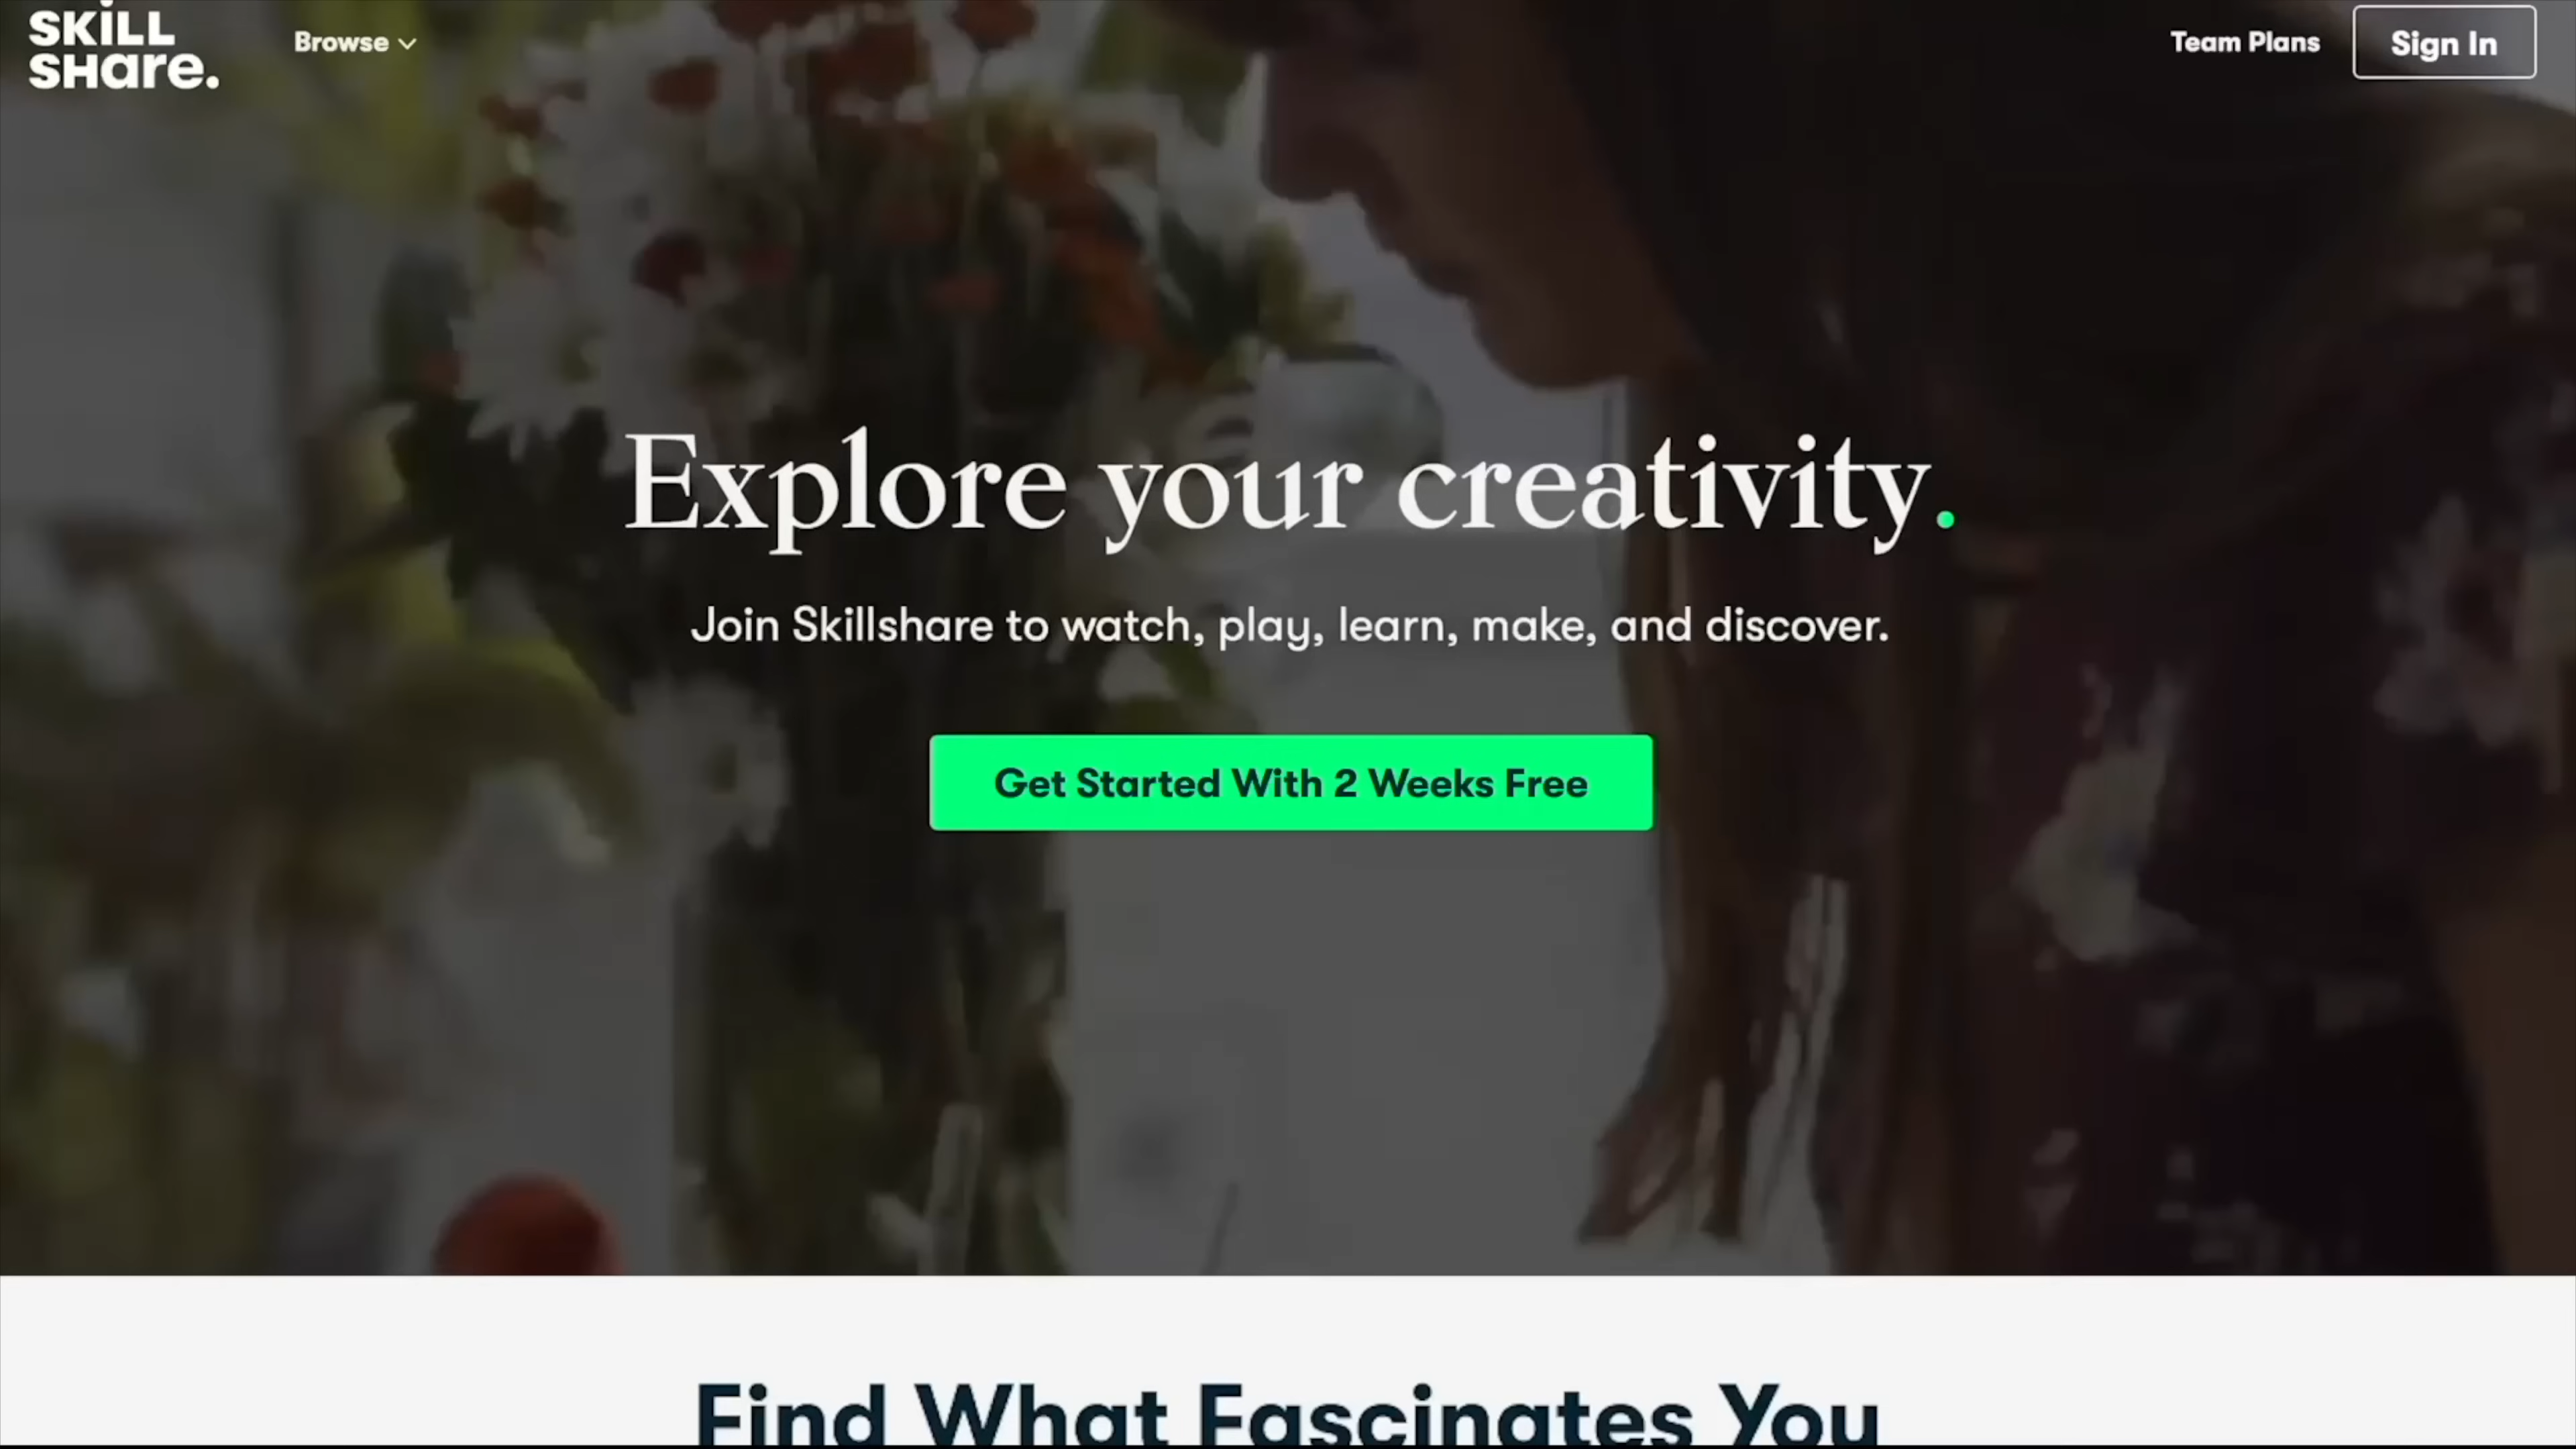 SKiLL
SHare.
Browse
Team Plans
Sign In
Explore your creativity.
Join Skillshare to watch, play, learn, make, and discover.
Get Started With 2 Weeks Free
Find What Fascinates You